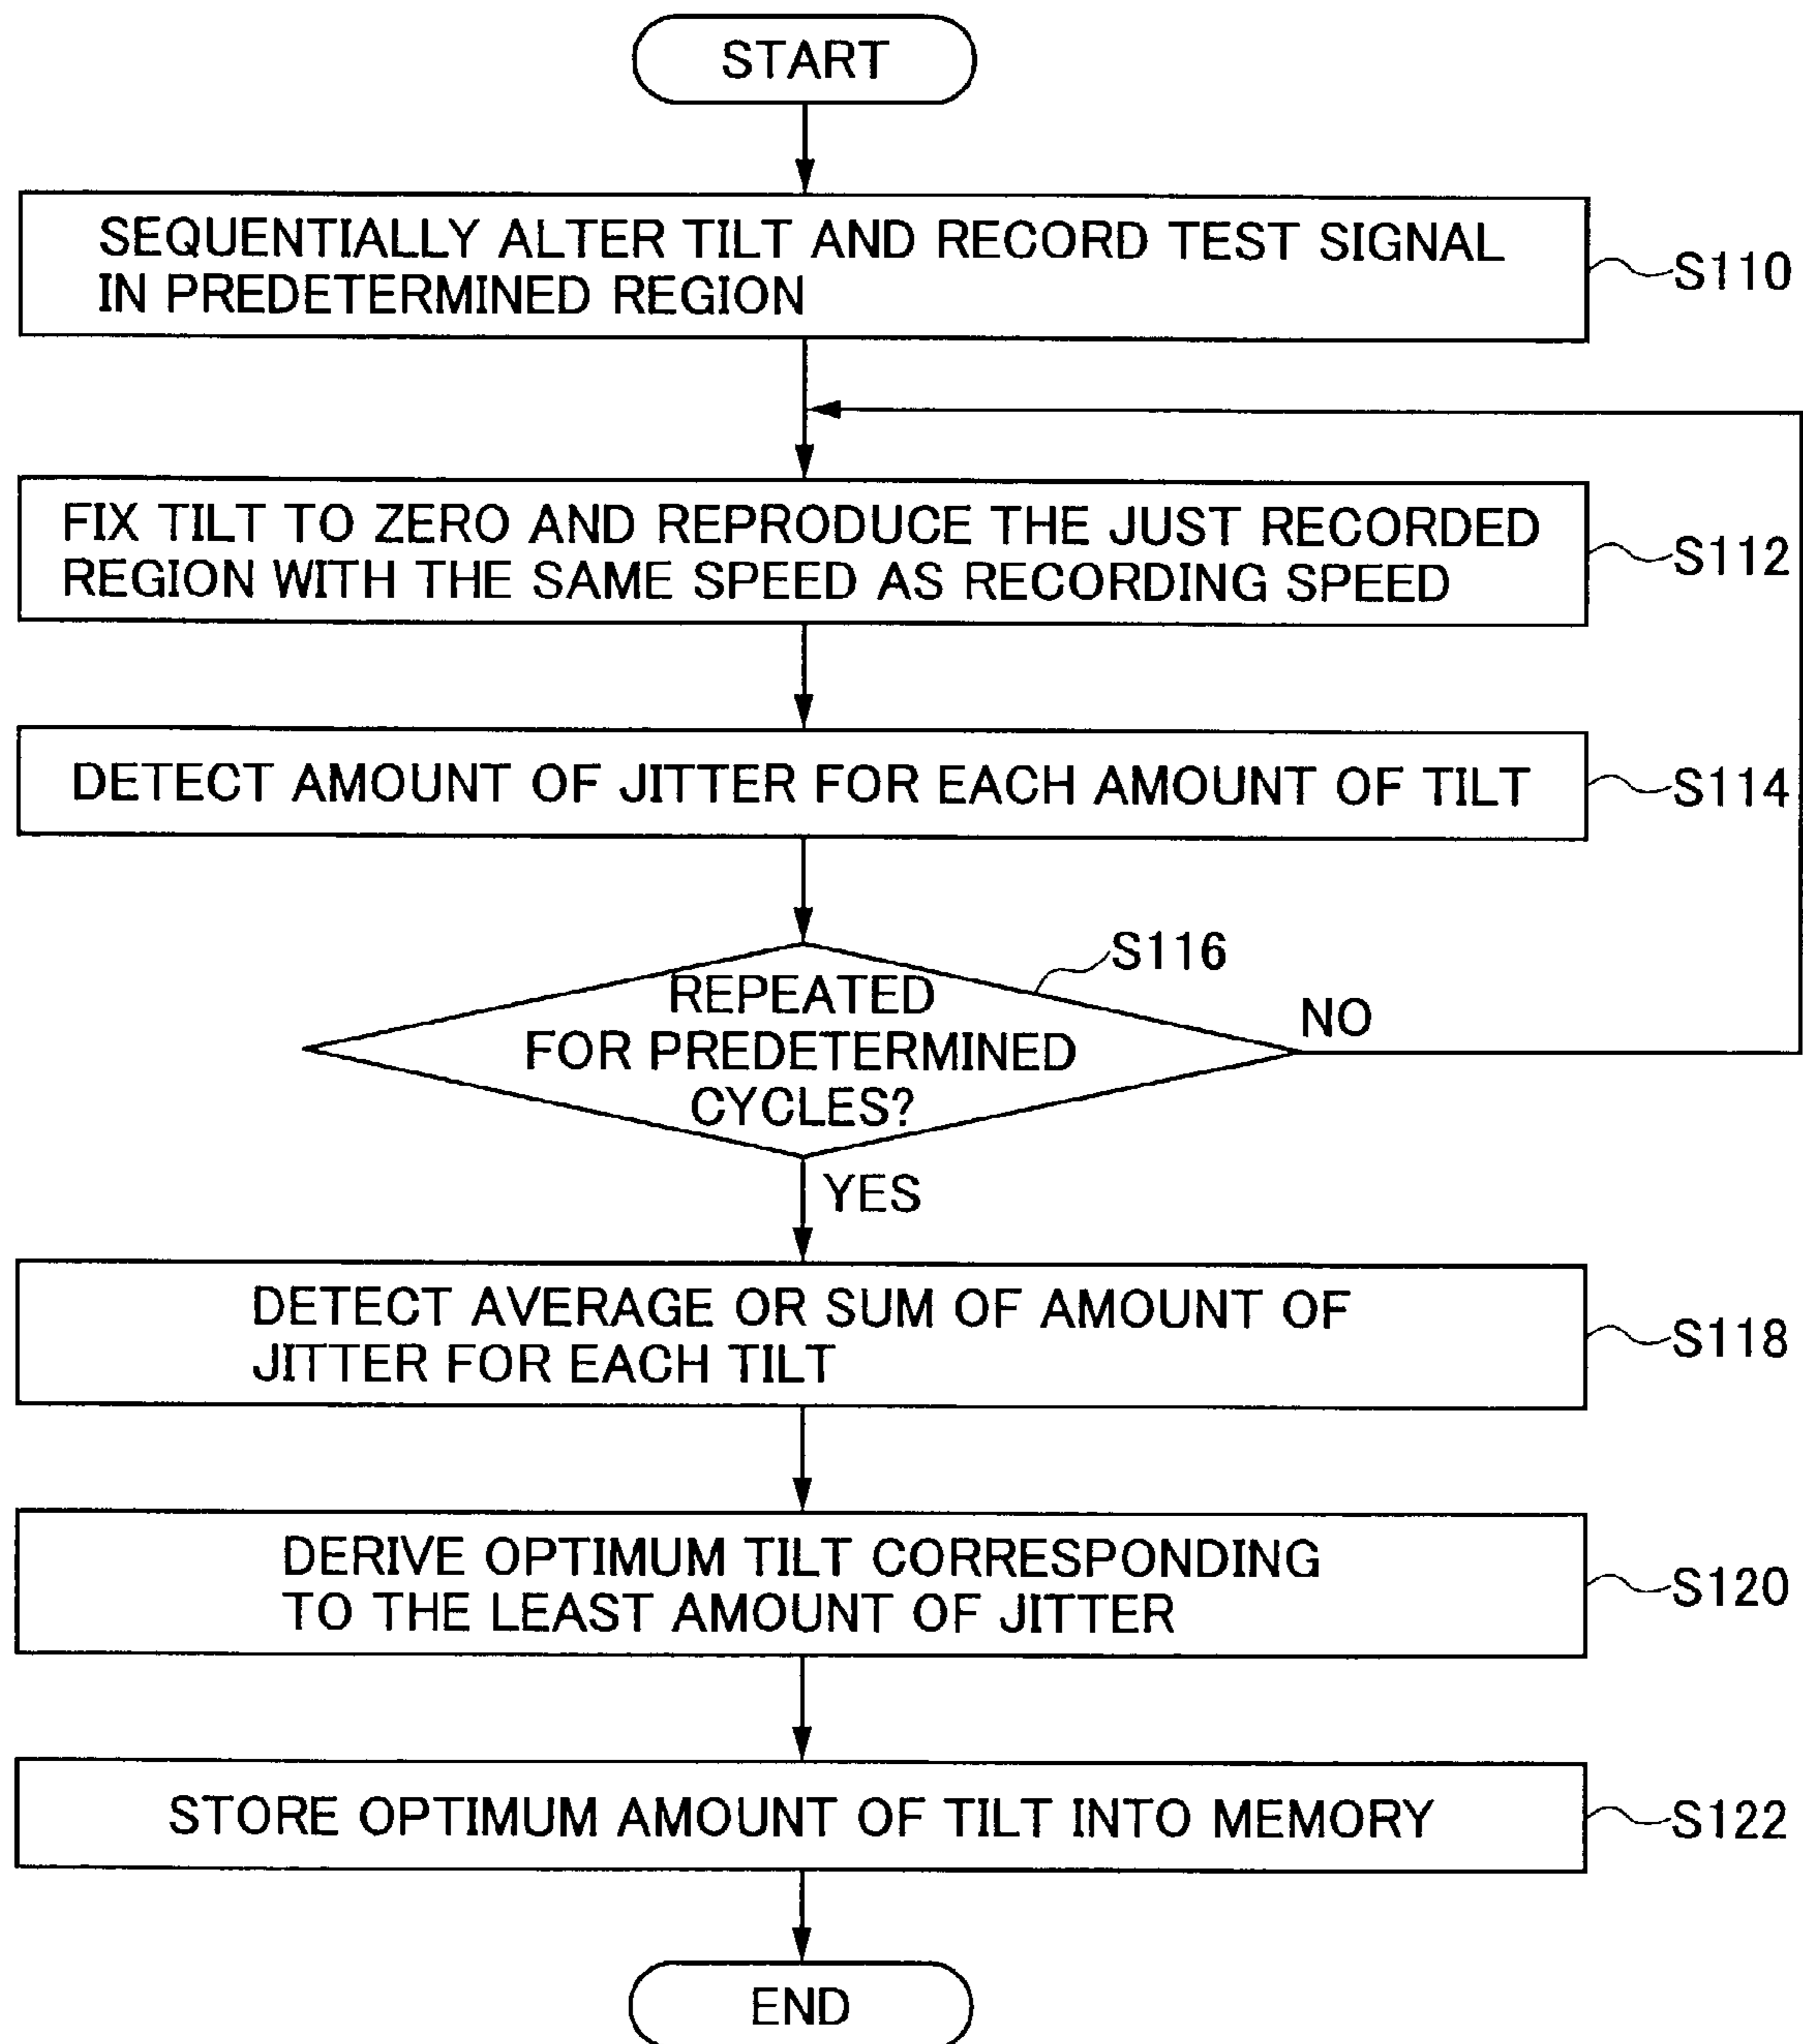 START
SEQUENTIALLY ALTER TILT AND RECORD TEST SIGNAL
IN PREDETERMINED REGION
S110
FIX TILT TO ZERO AND REPRODUCE THE JUST RECORDED
REGION WITH THE SAME SPEED AS RECORDING SPEED
S112
DETECT AMOUNT OF JITTER FOR EACH AMOUNT OF TILT
S114
S116
REPEATED
FOR PREDETERMINED
CYCLES?
NO
YES
DETECT AVERAGE OR SUM OF AMOUNT OF
JITTER FOR EACH TILT
S118
DERIVE OPTIMUM TILT CORRESPONDING
TO THE LEAST AMOUNT OF JITTER
S120
STORE OPTIMUM AMOUNT OF TILT INTO MEMORY
S122
END